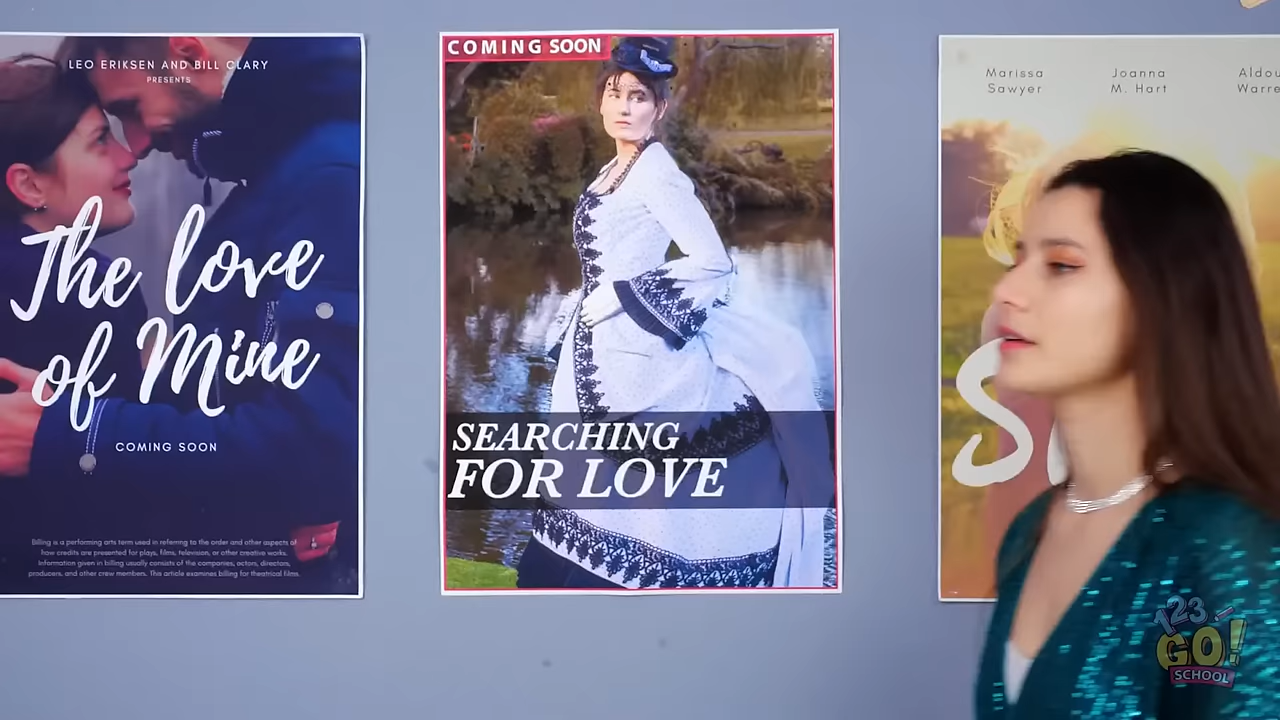 LEO ERIKSEN AND BILL CLARY
PRESENTS
The love
of Mine
COMING SOON
Billing is a performing arts term used in referring to the order and other aspects of
how credits are presented for plays, films, television, or other creative works.
Information given in billing usually consists of the companies, actors, directors,
producers, and other crew members. This article examines billing for theatrical films.
COMING SOON
SEARCHING
FOR LOVE
Marissa
Sawyer
Joanna
M. Hart
Aldou
Warre
S
123
GO!
SCHOOL